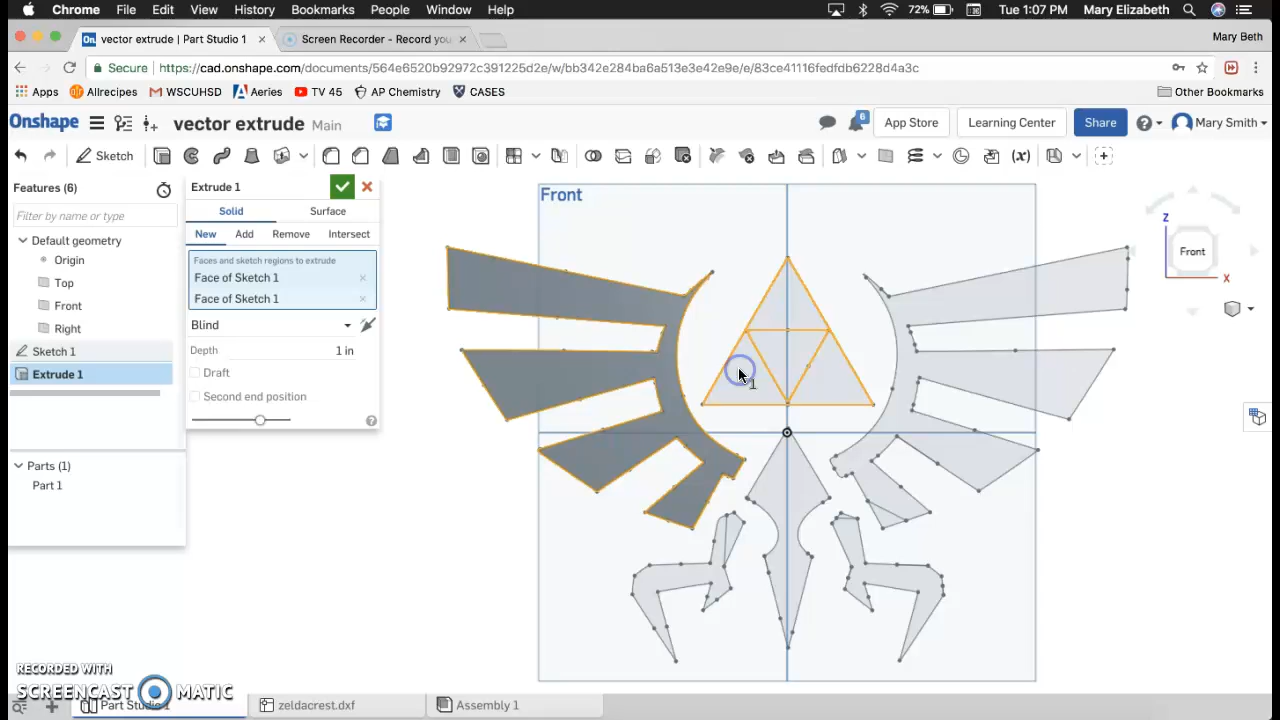 Chrome File Edit View History Bookmarks People Window Help 72% Tue 1:07 PM Mary Elizabeth
On vector extrude | Part Studio 1 × Screen Recorder - Record you × Mary Beth
Secure https://cad.onshape.com/documents/564e6520b92972c391225d2e/w/bb342e284ba6a513e3e42e9e/e/83ce41116fedfdb6228d4a3c
Apps Allrecipes WSCUHSD Aeries TV 45 AP Chemistry CASES Other Bookmarks
Onshape vector extrude Main 6 App Store Learning Center Share Mary Smith
Sketch (x)
Features (6)
Filter by name or type
Default geometry
Origin
Top
Front
Right
Sketch 1
Extrude 1
Parts (1)
Part 1
Extrude 1
Solid Surface
New Add Remove Intersect
Faces and sketch regions to extrude
Face of Sketch 1 ×
Face of Sketch 1 ×
Blind
Depth 1 in
Draft
Second end position
Front
1
Z
Front
X
RECORDED WITH
SCREENCAST MATIC
Part Studio 1 zeldacrest.dxf Assembly 1